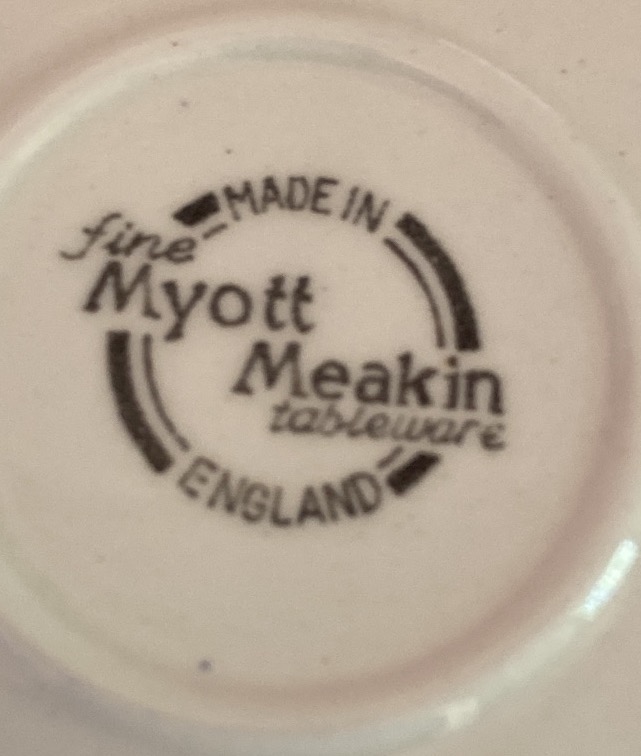 MADE IN
fine
Myott
Meakin
tableware
ENGLAND